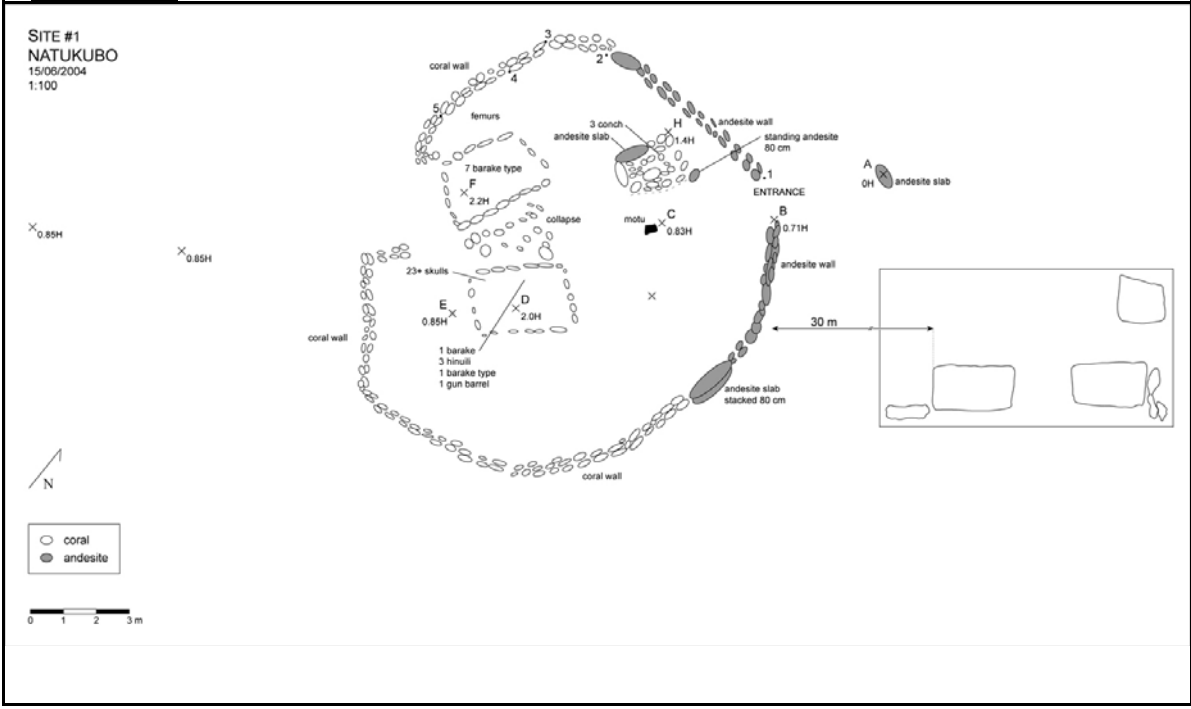 SITE #1
NATUKUBO
15/06/2004
1:100
3
2
coral wall
4
5
femurs
3 conch
andesite slab
H
1.4H
andesite wall
standing andesite
80 cm
1
A
0H
andesite slab
ENTRANCE
7 barake type
F
2.2H
collapse
motu
C
0.83H
B
0.71H
0.85H
0.85H
andesite wall
23+ skulls
E
0.85H
D
2.0H
coral wall
30 m
1 barake
3 hinuili
1 barake type
1 gun barrel
andesite slab
stacked 80 cm
coral wall
N
coral
andesite
0 1 2 3 m